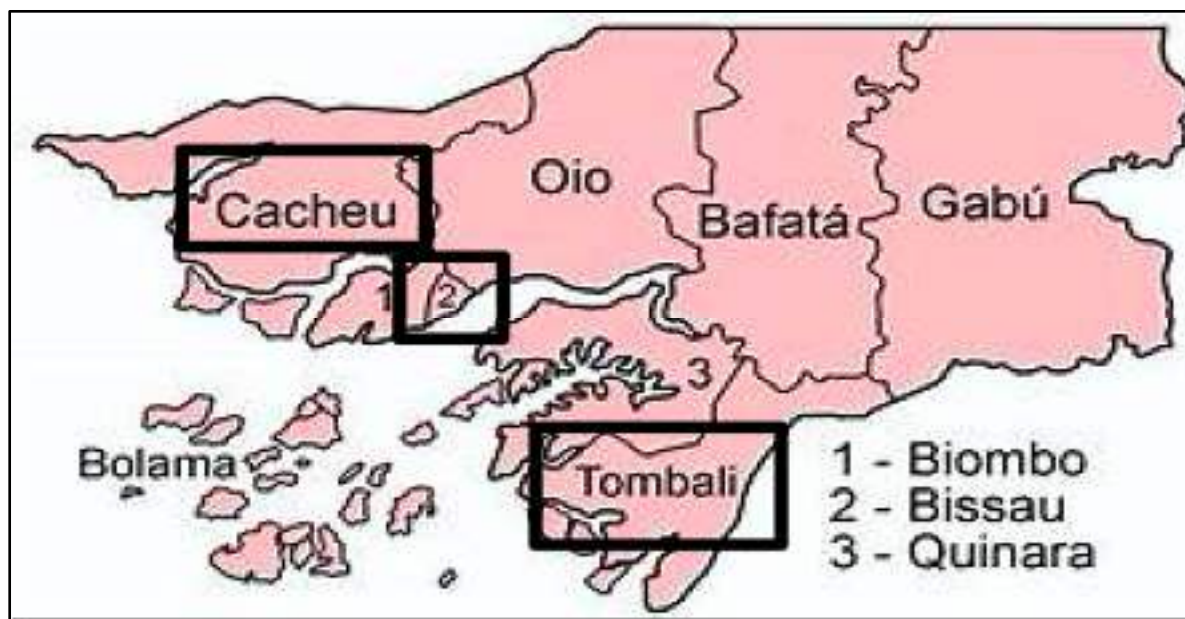 Oio
Cacheu
Bafatá
Gabú
1
2
3
Bolama
Tombali
1 - Biombo
2 - Bissau
3 - Quinara